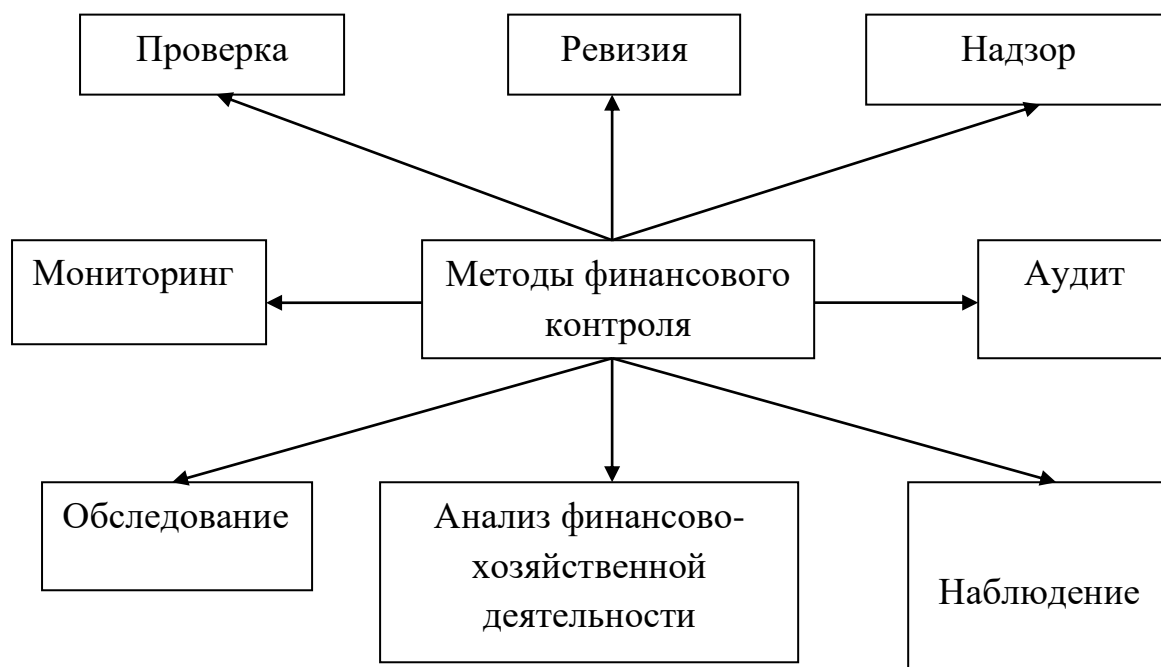 Проверка
Ревизия
Надзор
Мониторинг
Методы финансового
контроля
Аудит
Обследование
Анализ финансово-
хозяйственной
деятельности
Наблюдение